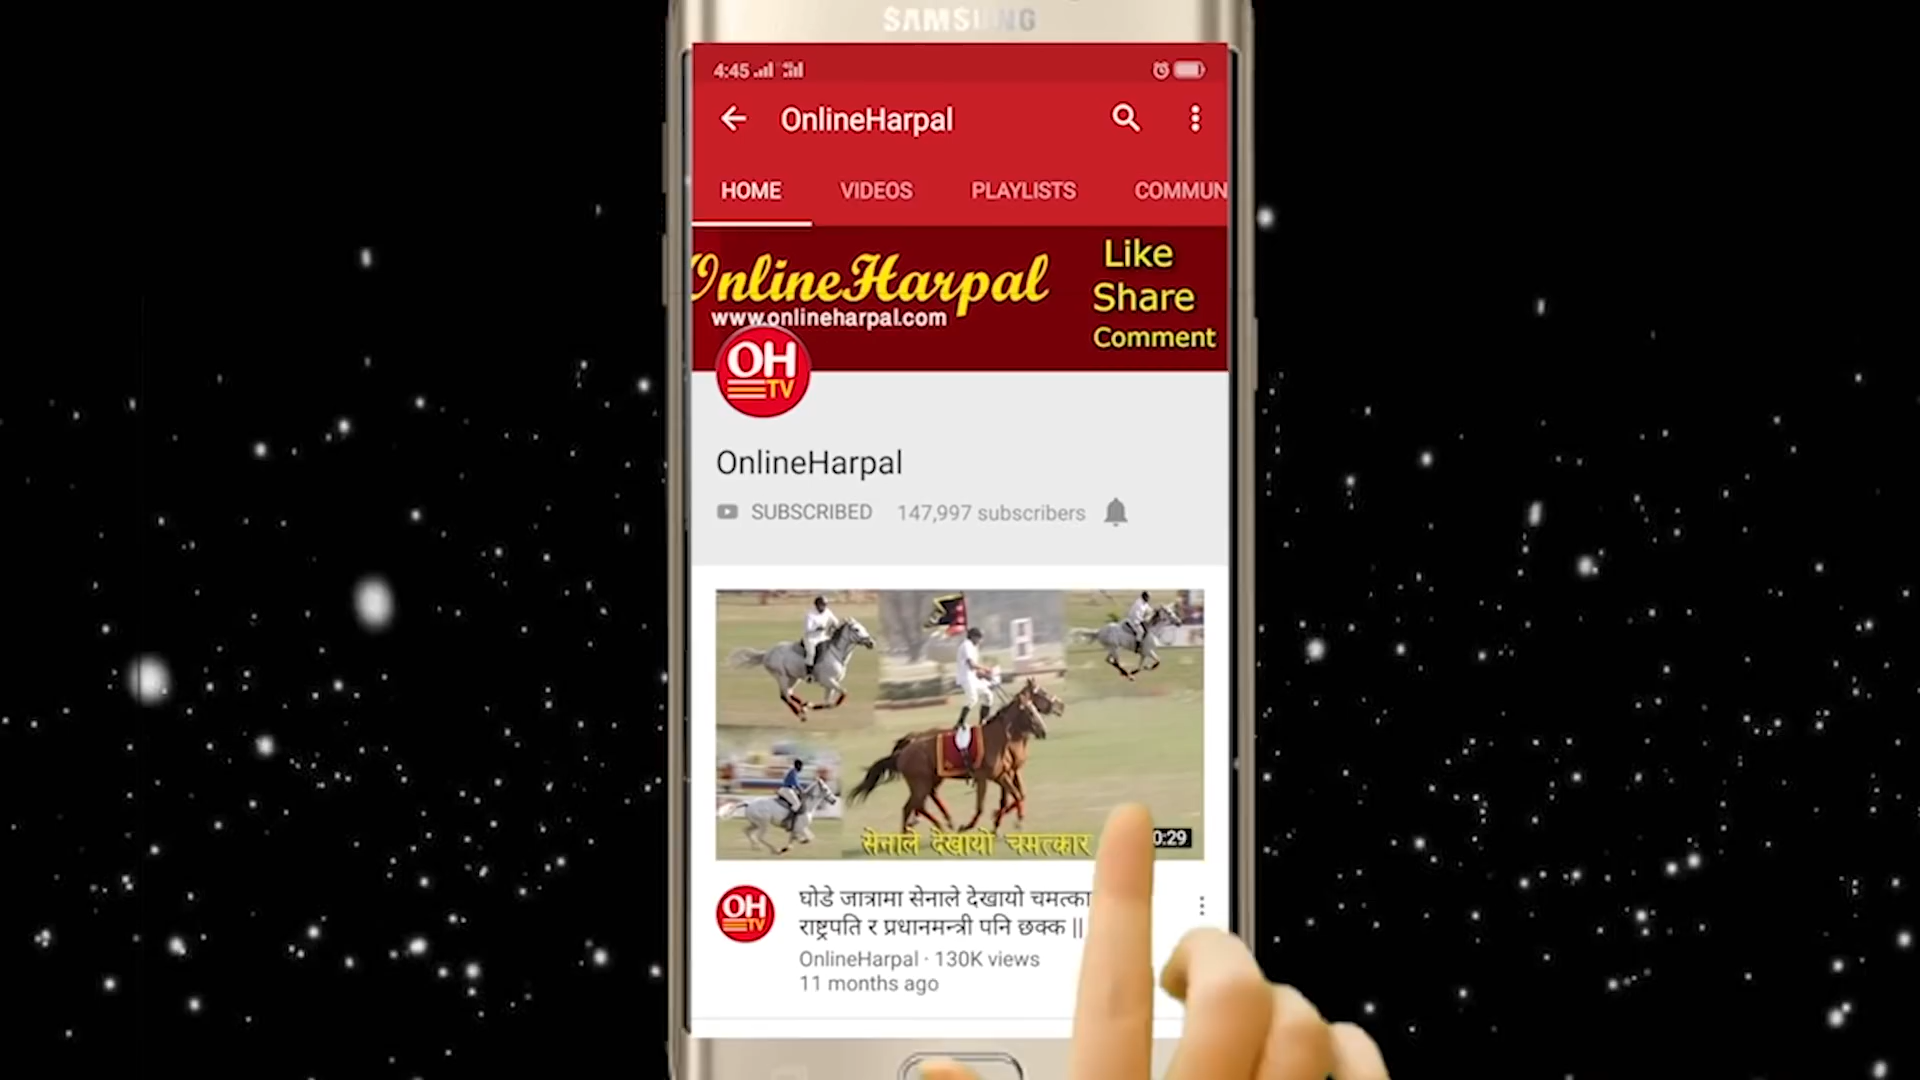 SAMSUNG
4:45
OnlineHarpal
HOME VIDEOS PLAYLISTS COMMUN
OnlineHarpal
www.onlineharpal.com
Like
Share
Comment
OH
TV
OnlineHarpal
SUBSCRIBED 147,997 subscribers
सेनाले देखायो चमत्कार
0:29
OH
TV
घोडे जात्रामा सेनाले देखायो चमत्का
राष्ट्रपति र प्रधानमन्त्री पनि छक्क ||
OnlineHarpal · 130K views
11 months ago